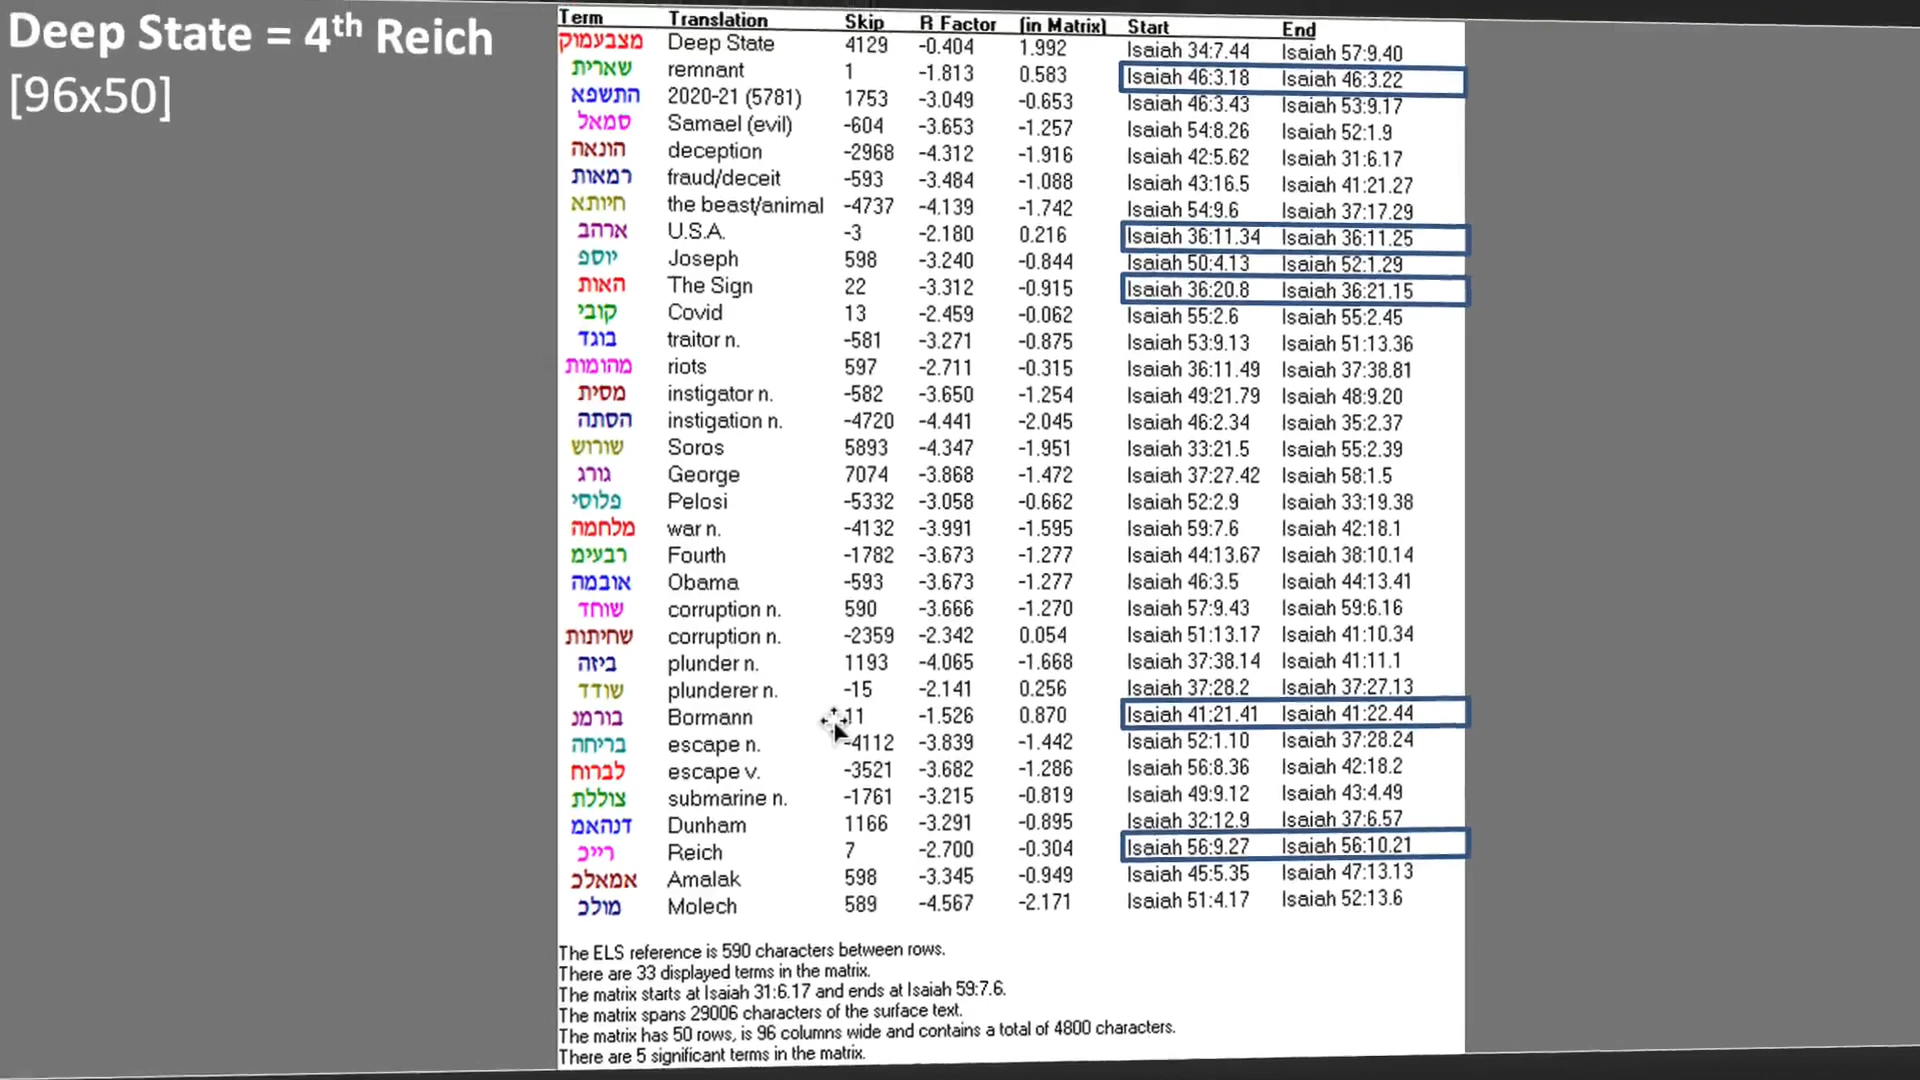 Deep State = 4th Reich
[96x50]
Term Translation Skip R Factor (in Matrix) Start End
מצבעמוק Deep State 4129 -0.404 1.992 Isaiah 34:7.44 Isaiah 57:9.40
שארית remnant 1 -1.813 0.583 Isaiah 46:3.18 Isaiah 46:3.22
התשפא 2020-21 (5781) 1753 -3.049 -0.653 Isaiah 46:3.43 Isaiah 53:9.17
סמאל Samael (evil) -604 -3.653 -1.257 Isaiah 54:8.26 Isaiah 52:1.9
הונאה deception -2968 -4.312 -1.916 Isaiah 42:5.62 Isaiah 31:6.17
רמאות fraud/deceit -593 -3.484 -1.088 Isaiah 43:16.5 Isaiah 41:21.27
חיותא the beast/animal -4737 -4.139 -1.742 Isaiah 54:9.6 Isaiah 37:17.29
ארהב U.S.A. -3 -2.180 0.216 Isaiah 36:11.34 Isaiah 36:11.25
יוספ Joseph 598 -3.240 -0.844 Isaiah 50:4.13 Isaiah 52:1.29
האות The Sign 22 -3.312 -0.915 Isaiah 36:20.8 Isaiah 36:21.15
קובי Covid 13 -2.459 -0.062 Isaiah 55:2.6 Isaiah 55:2.45
בוגד traitor n. -581 -3.271 -0.875 Isaiah 53:9.13 Isaiah 51:13.36
מהומות riots 597 -2.711 -0.315 Isaiah 36:11.49 Isaiah 37:38.81
מסית instigator n. -582 -3.650 -1.254 Isaiah 49:21.79 Isaiah 48:9.20
הסתה instigation n. -4720 -4.441 -2.045 Isaiah 46:2.34 Isaiah 35:2.37
שורוש Soros 5893 -4.347 -1.951 Isaiah 33:21.5 Isaiah 55:2.39
גורג George 7074 -3.868 -1.472 Isaiah 37:27.42 Isaiah 58:1.5
פלוסי Pelosi -5332 -3.058 -0.662 Isaiah 52:2.9 Isaiah 33:19.38
מלחמה war n. -4132 -3.991 -1.595 Isaiah 59:7.6 Isaiah 42:18.1
רבעימ Fourth -1782 -3.673 -1.277 Isaiah 44:13.67 Isaiah 38:10.14
אובמה Obama -593 -3.673 -1.277 Isaiah 46:3.5 Isaiah 44:13.41
שוחד corruption n. 590 -3.666 -1.270 Isaiah 57:9.43 Isaiah 59:6.16
שחיתות corruption n. -2359 -2.342 0.054 Isaiah 51:13.17 Isaiah 41:10.34
ביזה plunder n. 1193 -4.065 -1.668 Isaiah 37:38.14 Isaiah 41:11.1
שודד plunderer n. -15 -2.141 0.256 Isaiah 37:28.2 Isaiah 37:27.13
בורמנ Bormann 11 -1.526 0.870 Isaiah 41:21.41 Isaiah 41:22.44
בריחה escape n. -4112 -3.839 -1.442 Isaiah 52:1.10 Isaiah 37:28.24
לברוח escape v. -3521 -3.682 -1.286 Isaiah 56:8.36 Isaiah 42:18.2
צוללת submarine n. -1761 -3.215 -0.819 Isaiah 49:9.12 Isaiah 43:4.49
דנהאמ Dunham 1166 -3.291 -0.895 Isaiah 32:12.9 Isaiah 37:6.57
רייכ Reich 7 -2.700 -0.304 Isaiah 56:9.27 Isaiah 56:10.21
אמאלכ Amalak 598 -3.345 -0.949 Isaiah 45:5.35 Isaiah 47:13.13
מולכ Molech 589 -4.567 -2.171 Isaiah 51:4.17 Isaiah 52:13.6
The ELS reference is 590 characters between rows.
There are 33 displayed terms in the matrix.
The matrix starts at Isaiah 31:6.17 and ends at Isaiah 59:7.6.
The matrix spans 29006 characters of the surface text.
The matrix has 50 rows, is 96 columns wide and contains a total of 4800 characters.
There are 5 significant terms in the matrix.